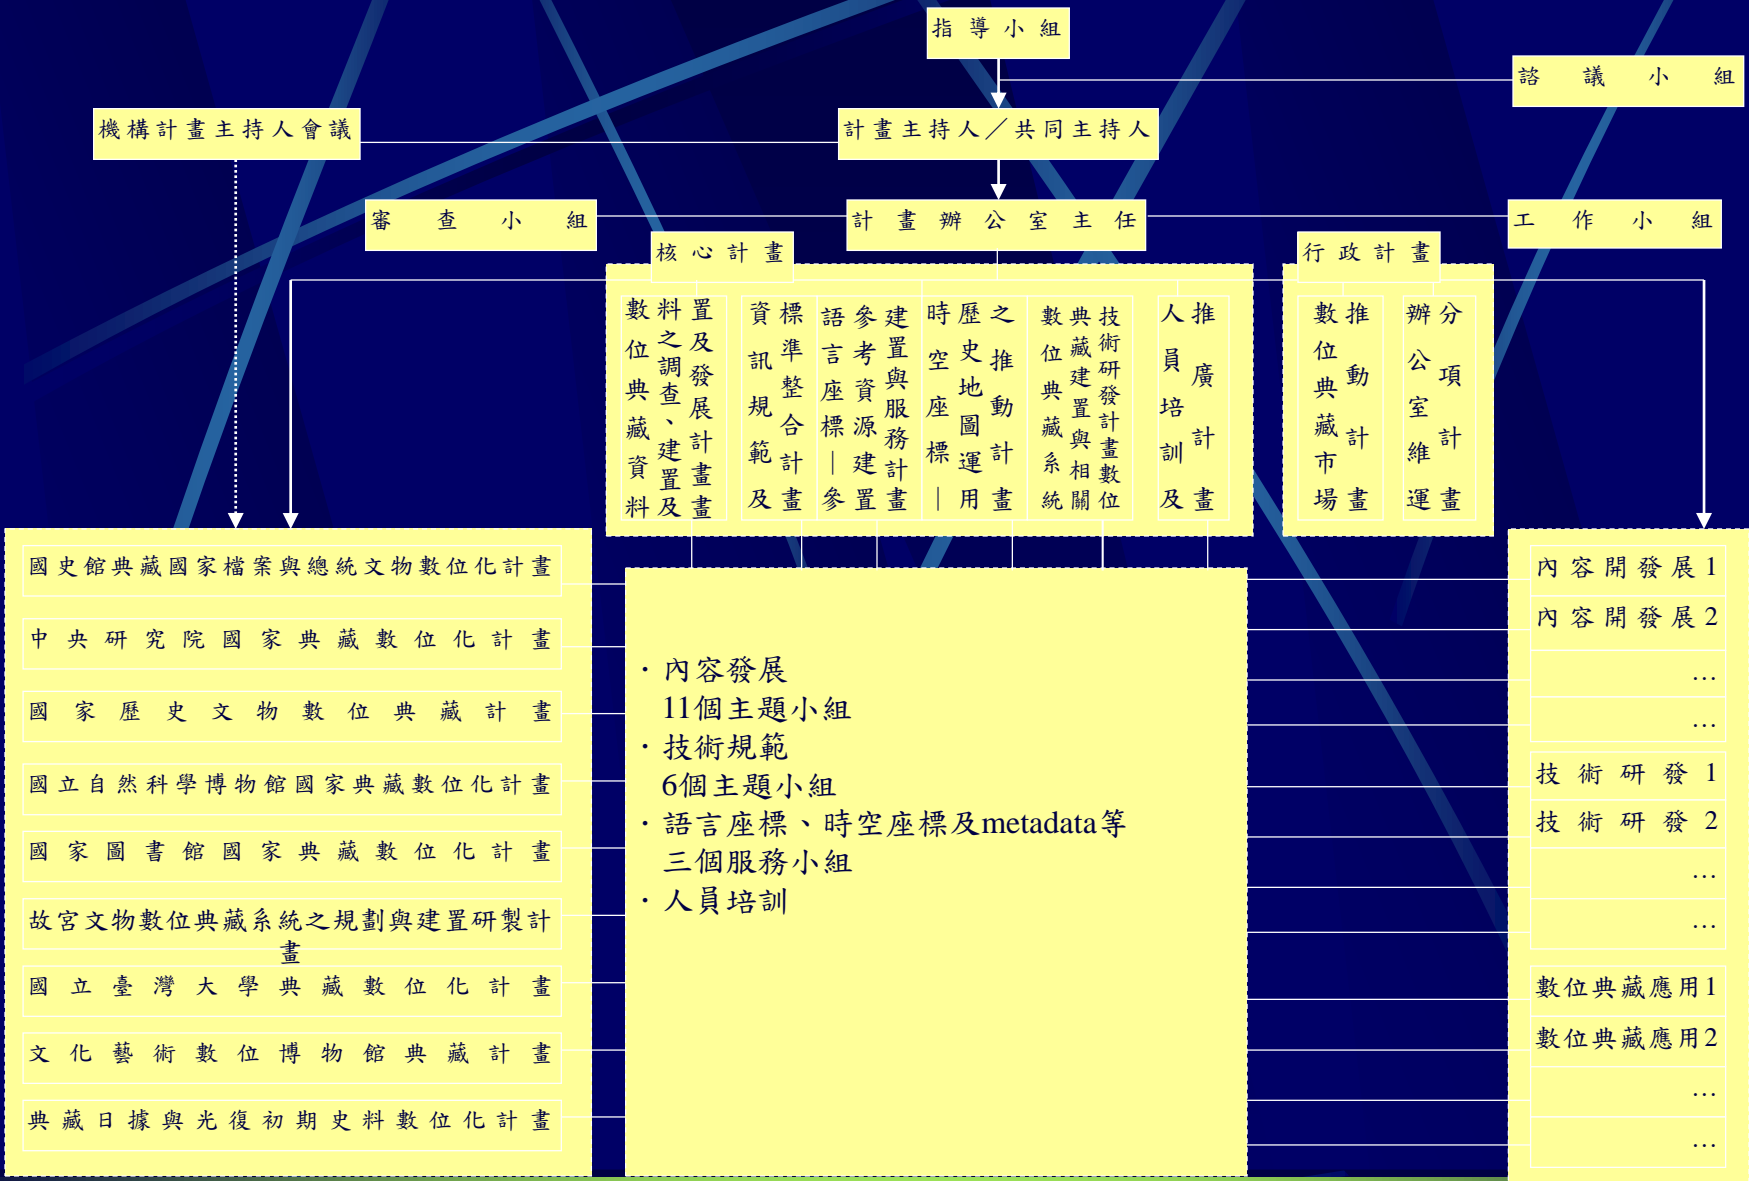 指導小組
諮議小組
機構計畫主持人會議
計畫主持人／共同主持人
審查小組
計畫辦公室主任
工作小組
核心計畫
行政計畫
數位典藏資料
料之調查、建置及
置及發展計畫畫
資訊規範及
標準整合計畫
語言座標｜參
參考資源建置
建置與服務計畫
時空座標｜
歷史地圖運用
之推動計畫
數位典藏系統
典藏建置與相關
技術研發計畫數位
人員培訓及
推廣計畫
數位典藏市場
推動計畫
辦公室維運
分項計畫
國史館典藏國家檔案與總統文物數位化計畫
中央研究院國家典藏數位化計畫
國家歷史文物數位典藏計畫
國立自然科學博物館國家典藏數位化計畫
國家圖書館國家典藏數位化計畫
故宮文物數位典藏系統之規劃與建置研製計
畫
國立臺灣大學典藏數位化計畫
文化藝術數位博物館典藏計畫
典藏日據與光復初期史料數位化計畫
·內容發展
11個主題小組
·技術規範
6個主題小組
·語言座標、時空座標及metadata等
三個服務小組
·人員培訓
內容開發展1
內容開發展2
…
…
技術研發1
技術研發2
…
…
數位典藏應用1
數位典藏應用2
…
…